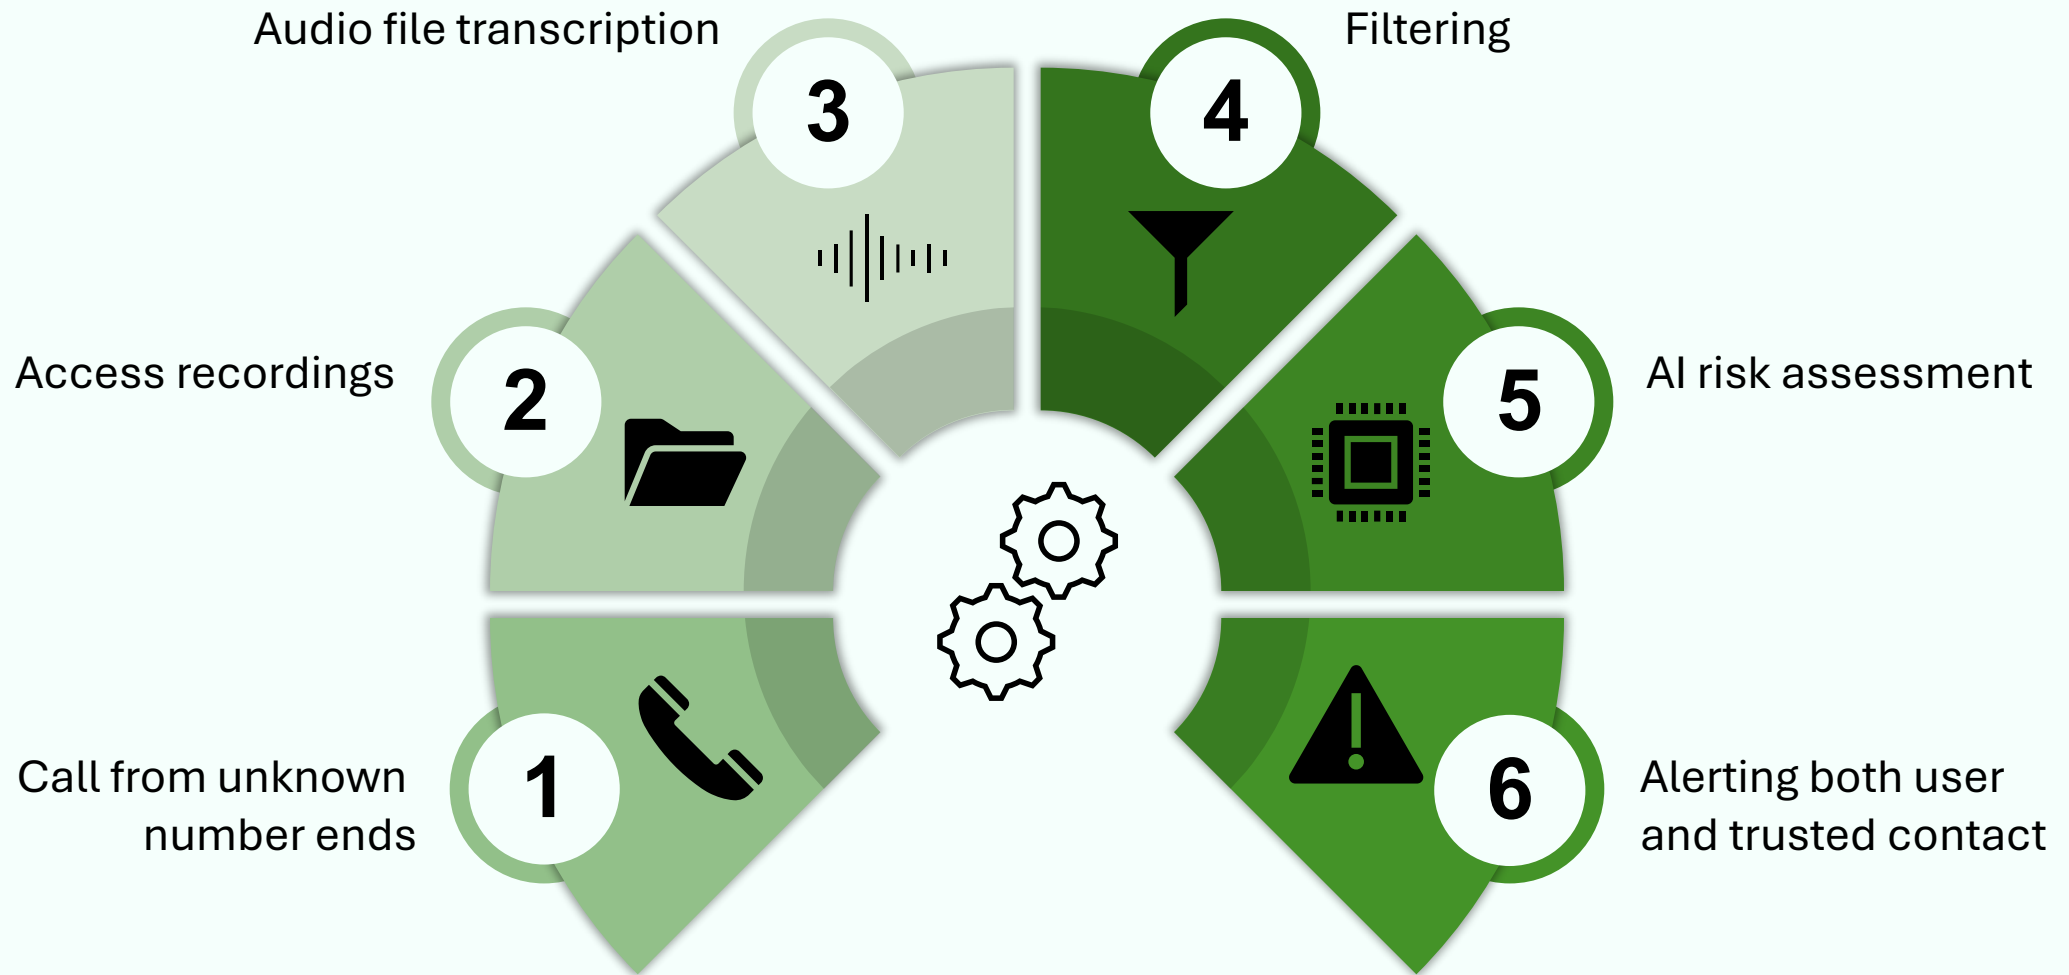 1
Call from unknown
number ends
2
Access recordings
3
Audio file transcription
4
Filtering
5
AI risk assessment
6
Alerting both user
and trusted contact